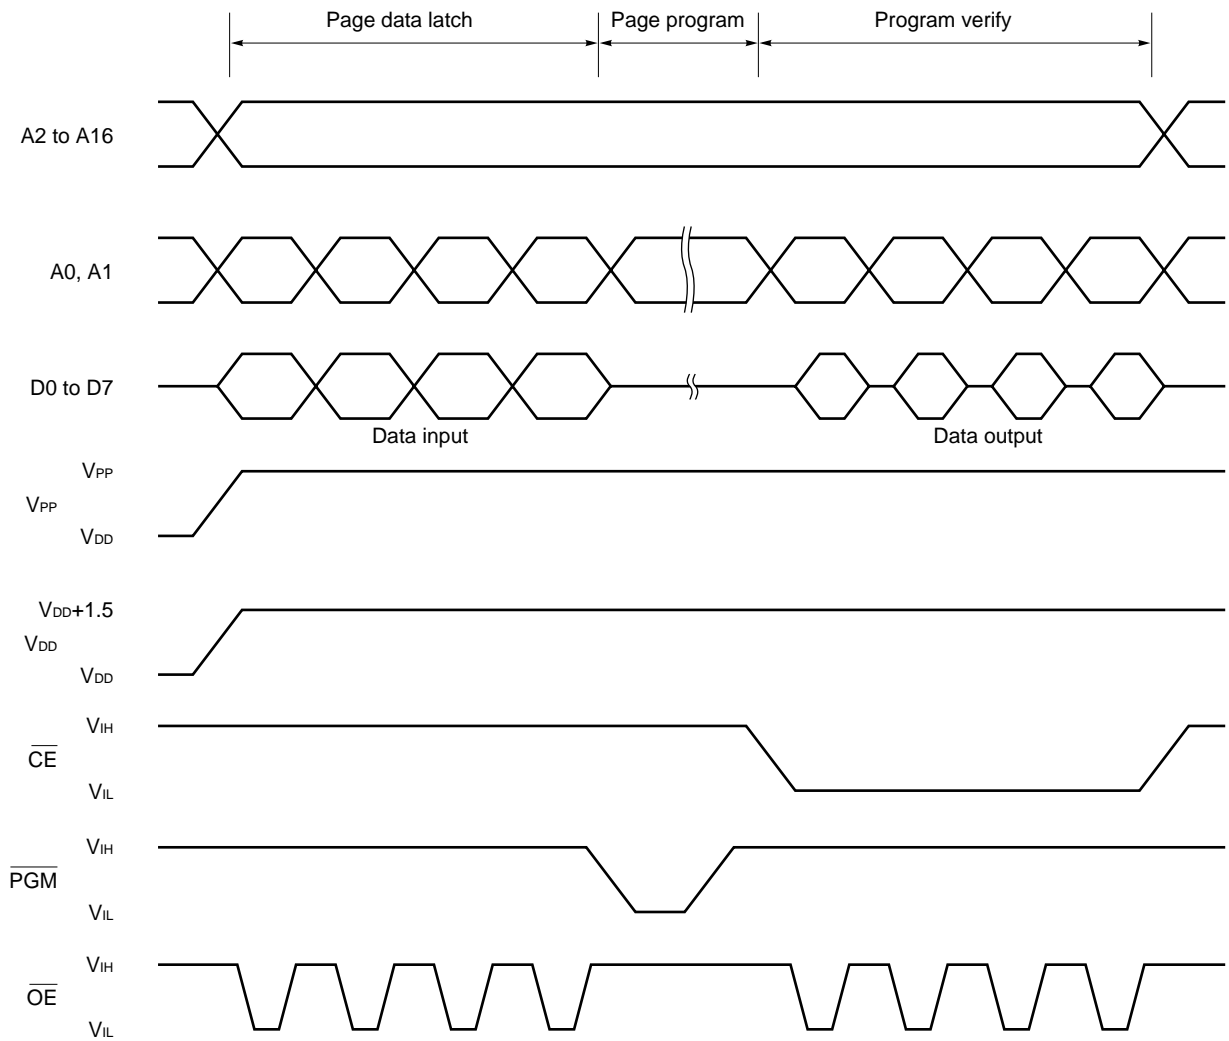 Page data latch
Page program
Program verify
A2 to A16
A0, A1
D0 to D7
Data input
Data output
VPP
VPP
VDD
VDD+1.5
VDD
VDD
VIH
CE
VIL
VIH
PGM
VIL
VIH
OE
VIL